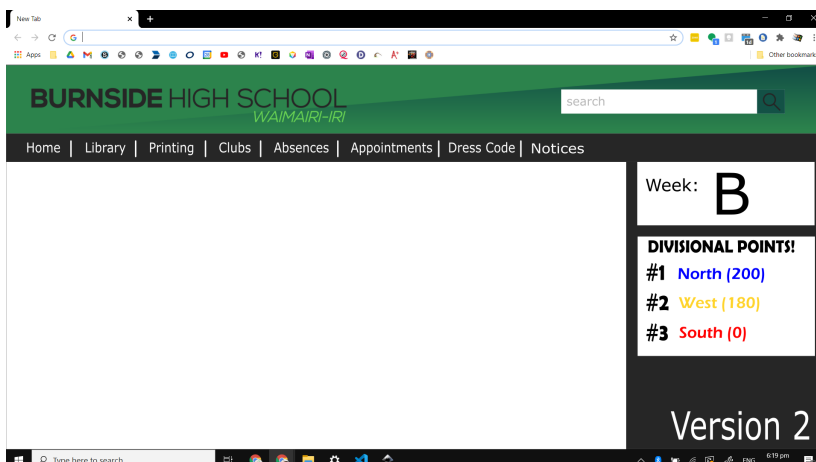 New Tab
G
Apps
K!
Other bookmark
BURNSIDE HIGH SCHOOL
WAIMAIRI-IRI
search
Home | Library | Printing | Clubs | Absences | Appointments | Dress Code | Notices
Week: B
DIVISIONAL POINTS!
#1 North (200)
#2 West (180)
#3 South (0)
Version 2
Type here to search
ENG 6:19 pm